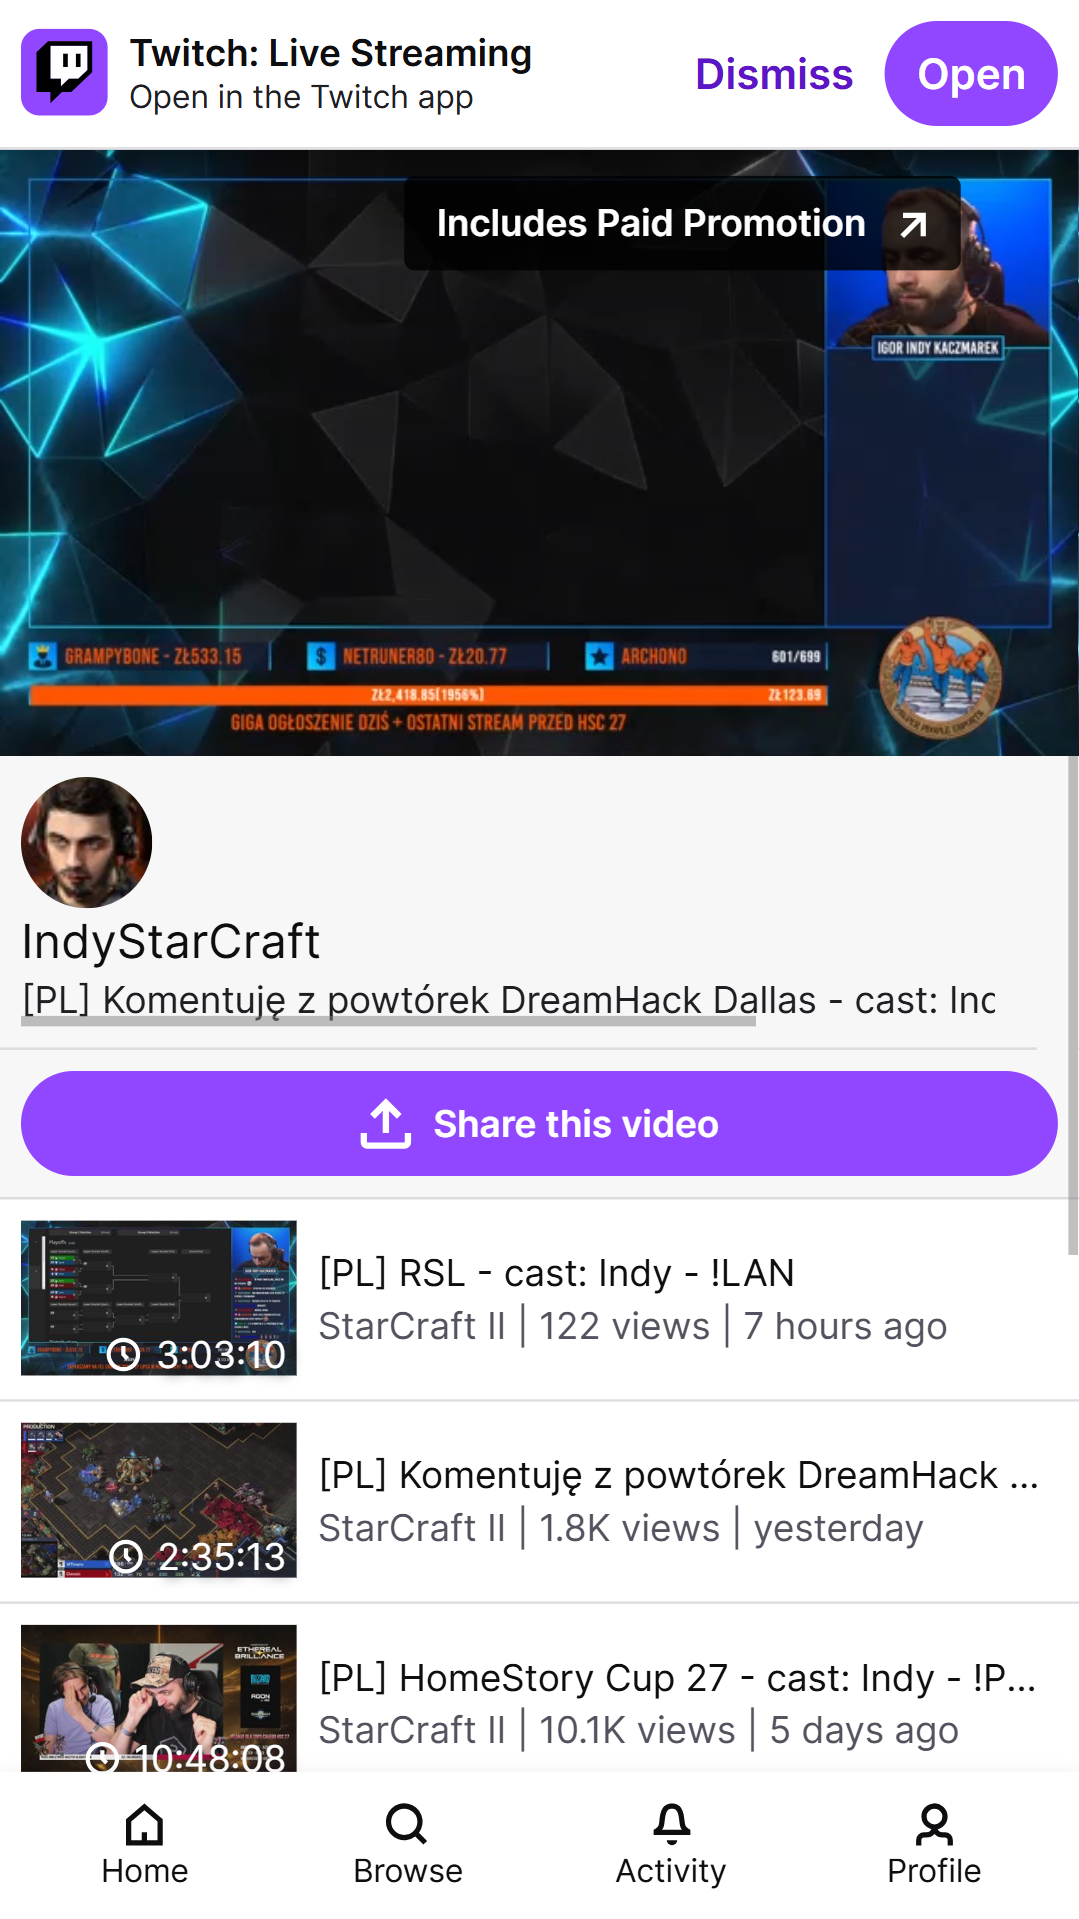 Twitch: Live Streaming
Open in the Twitch app
Dismiss
Open
Includes Paid Promotion
IGOR INDY KACZMAREK
GRAMPYBONE - ZŁ533.15
NETRUNER80 - ZŁ20.77
ARCHONO 601/699
ZŁ2,418.85(1956%) ZŁ123.69
GIGA OGŁOSZENIE DZIŚ + OSTATNI STREAM PRZED HSC 27
IndyStarCraft
[PL] Komentuję z powtórek DreamHack Dallas - cast: Ind
Share this video
[PL] RSL - cast: Indy - !LAN
StarCraft II | 122 views | 7 hours ago
3:03:10
[PL] Komentuję z powtórek DreamHack ...
StarCraft II | 1.8K views | yesterday
PRODUCTION
2:35:13
[PL] HomeStory Cup 27 - cast: Indy - !P...
StarCraft II | 10.1K views | 5 days ago
ETHEREAL
BRILLIANCE
10:48:08
Home
Browse
Activity
Profile